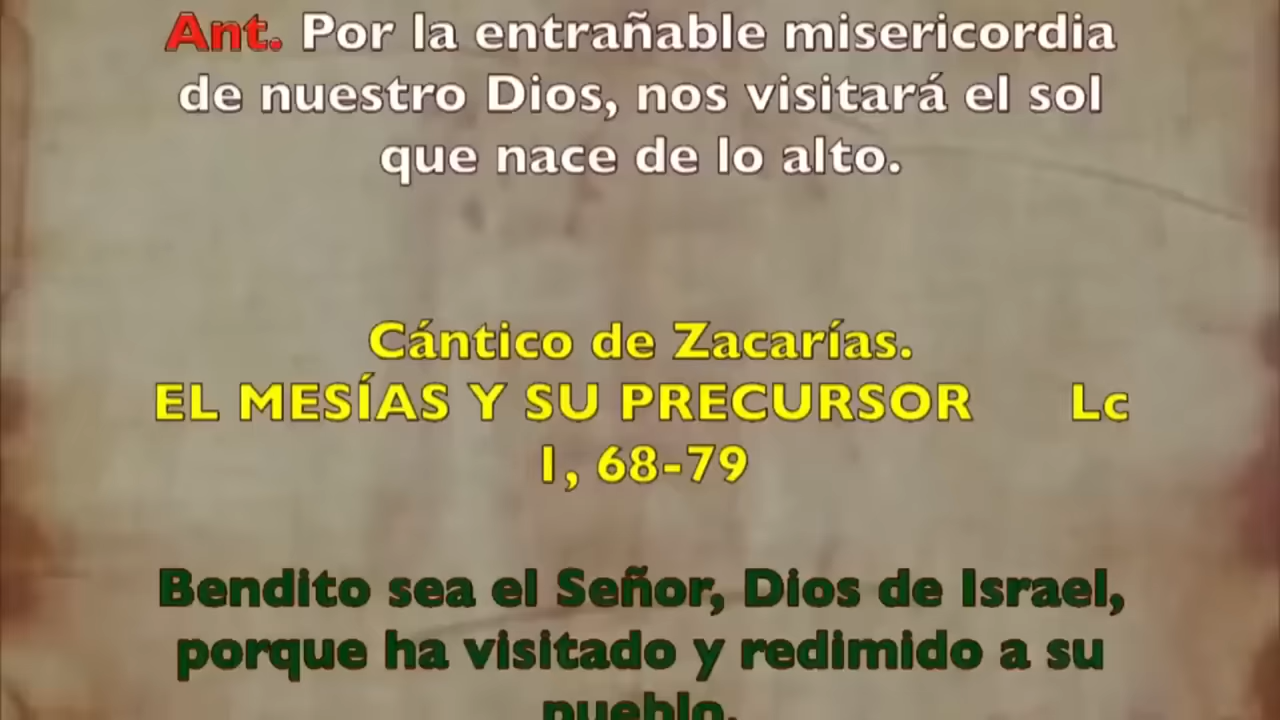 Ant. Por la entrañable misericordia
de nuestro Dios, nos visitará el sol
que nace de lo alto.
Cántico de Zacarías.
EL MESÍAS Y SU PRECURSOR Lc
1, 68-79
Bendito sea el Señor, Dios de Israel,
porque ha visitado y redimido a su
pueblo.